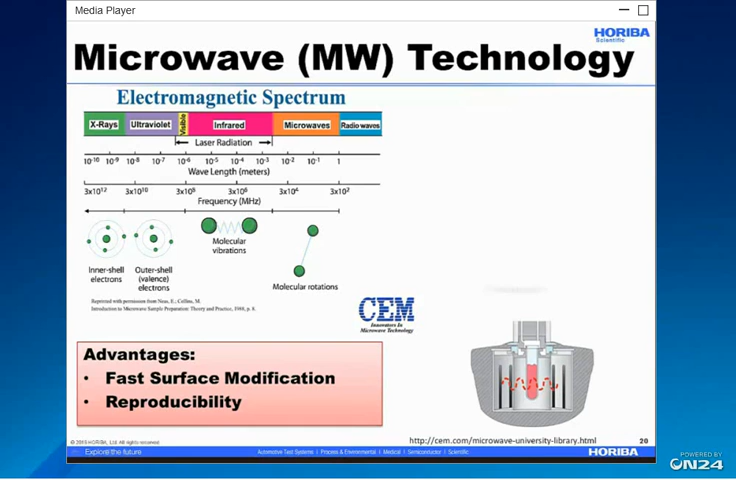 Media Player
HORIBA
Scientific
Microwave (MW) Technology
Electromagnetic Spectrum
X-Rays Ultraviolet Visible Infrared Microwaves Radio waves
Laser Radiation
10-10 10-9 10-8 10-7 10-6 10-5 10-4 10-3 10-2 10-1 1
Wave Length (meters)
3x10¹² 3x10¹⁰ 3x10⁸ 3x10⁶ 3x10⁴ 3x10²
Frequency (MHz)
Molecular
vibrations
Inner-shell
electrons
Outer-shell
(valence)
electrons
Molecular rotations
Reprinted with permission from Neas, E.; Collins, M.
Introduction to Microwave Sample Preparation: Theory and Practice, 1988, p. 8.
CEM
Innovators In
Microwave Technology
Advantages:
• Fast Surface Modification
• Reproducibility
http://cem.com/microwave-university-library.html
20
HORIBA, Ltd. All rights reserved.
Explore the future
Automotive Test Systems | Process & Environmental | Medical | Semiconductor | Scientific
HORIBA
POWERED BY
ON24